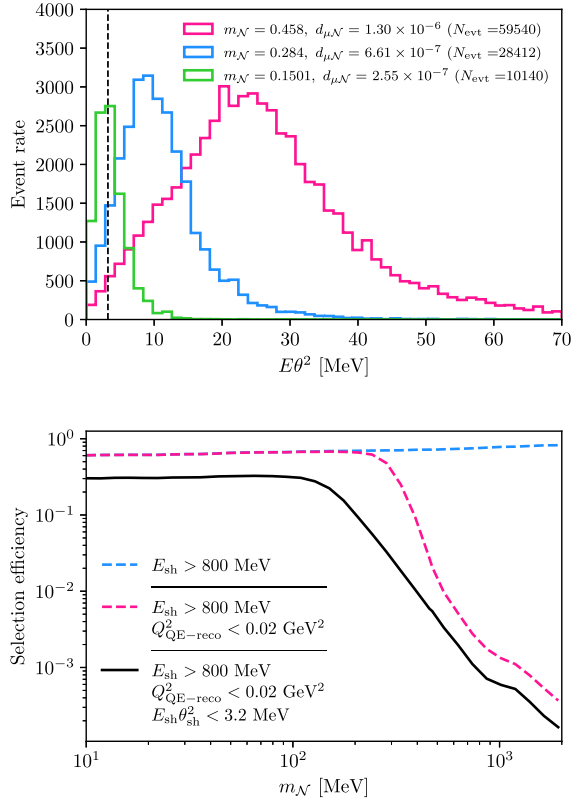 4000
3500
3000
2500
2000
1500
1000
500
0
Event rate
m_𝒩 = 0.458, d_μ𝒩 = 1.30 × 10⁻⁶ (N_evt =59540)
m_𝒩 = 0.284, d_μ𝒩 = 6.61 × 10⁻⁷ (N_evt =28412)
m_𝒩 = 0.1501, d_μ𝒩 = 2.55 × 10⁻⁷ (N_evt =10140)
0 10 20 30 40 50 60 70
Eθ² [MeV]
10⁰
10⁻¹
10⁻²
10⁻³
Selection efficiency
E_sh > 800 MeV
E_sh > 800 MeV
Q²_QE−reco < 0.02 GeV²
E_sh > 800 MeV
Q²_QE−reco < 0.02 GeV²
E_shθ²_sh < 3.2 MeV
10¹ 10² 10³
m_𝒩 [MeV]